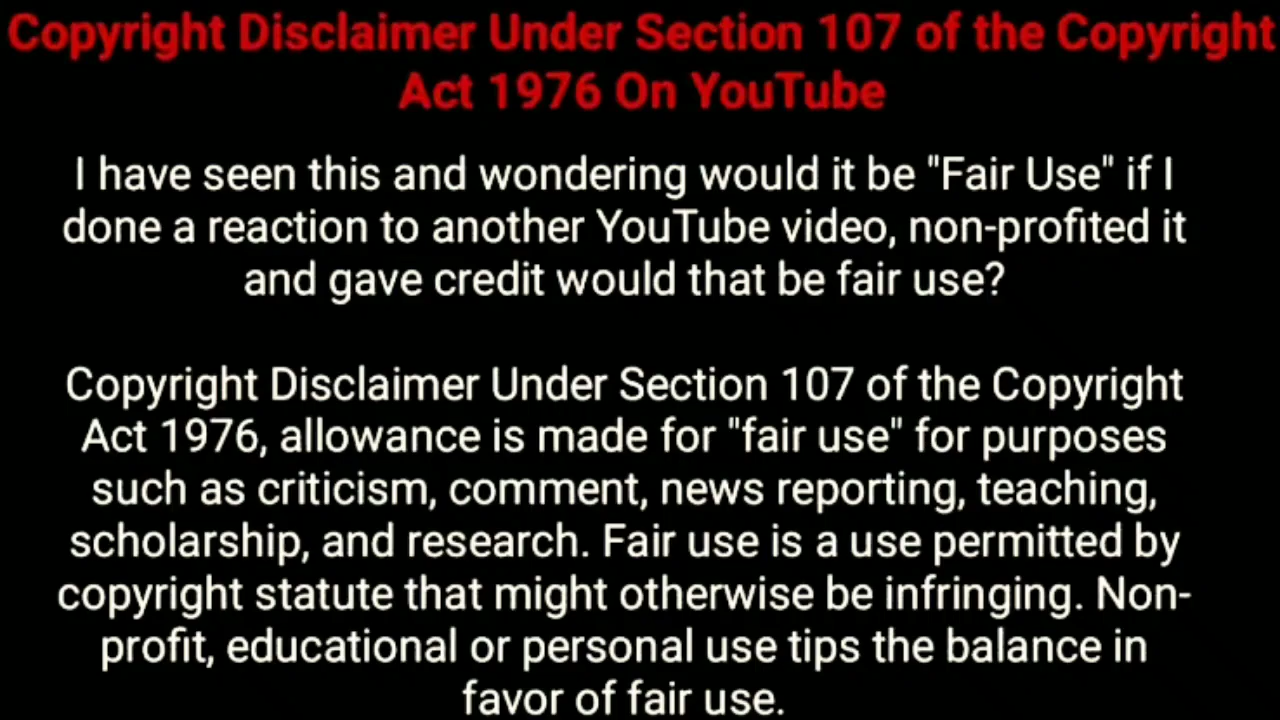 Copyright Disclaimer Under Section 107 of the Copyright
Act 1976 On YouTube
I have seen this and wondering would it be "Fair Use" if I
done a reaction to another YouTube video, non-profited it
and gave credit would that be fair use?
Copyright Disclaimer Under Section 107 of the Copyright
Act 1976, allowance is made for "fair use" for purposes
such as criticism, comment, news reporting, teaching,
scholarship, and research. Fair use is a use permitted by
copyright statute that might otherwise be infringing. Non-
profit, educational or personal use tips the balance in
favor of fair use.